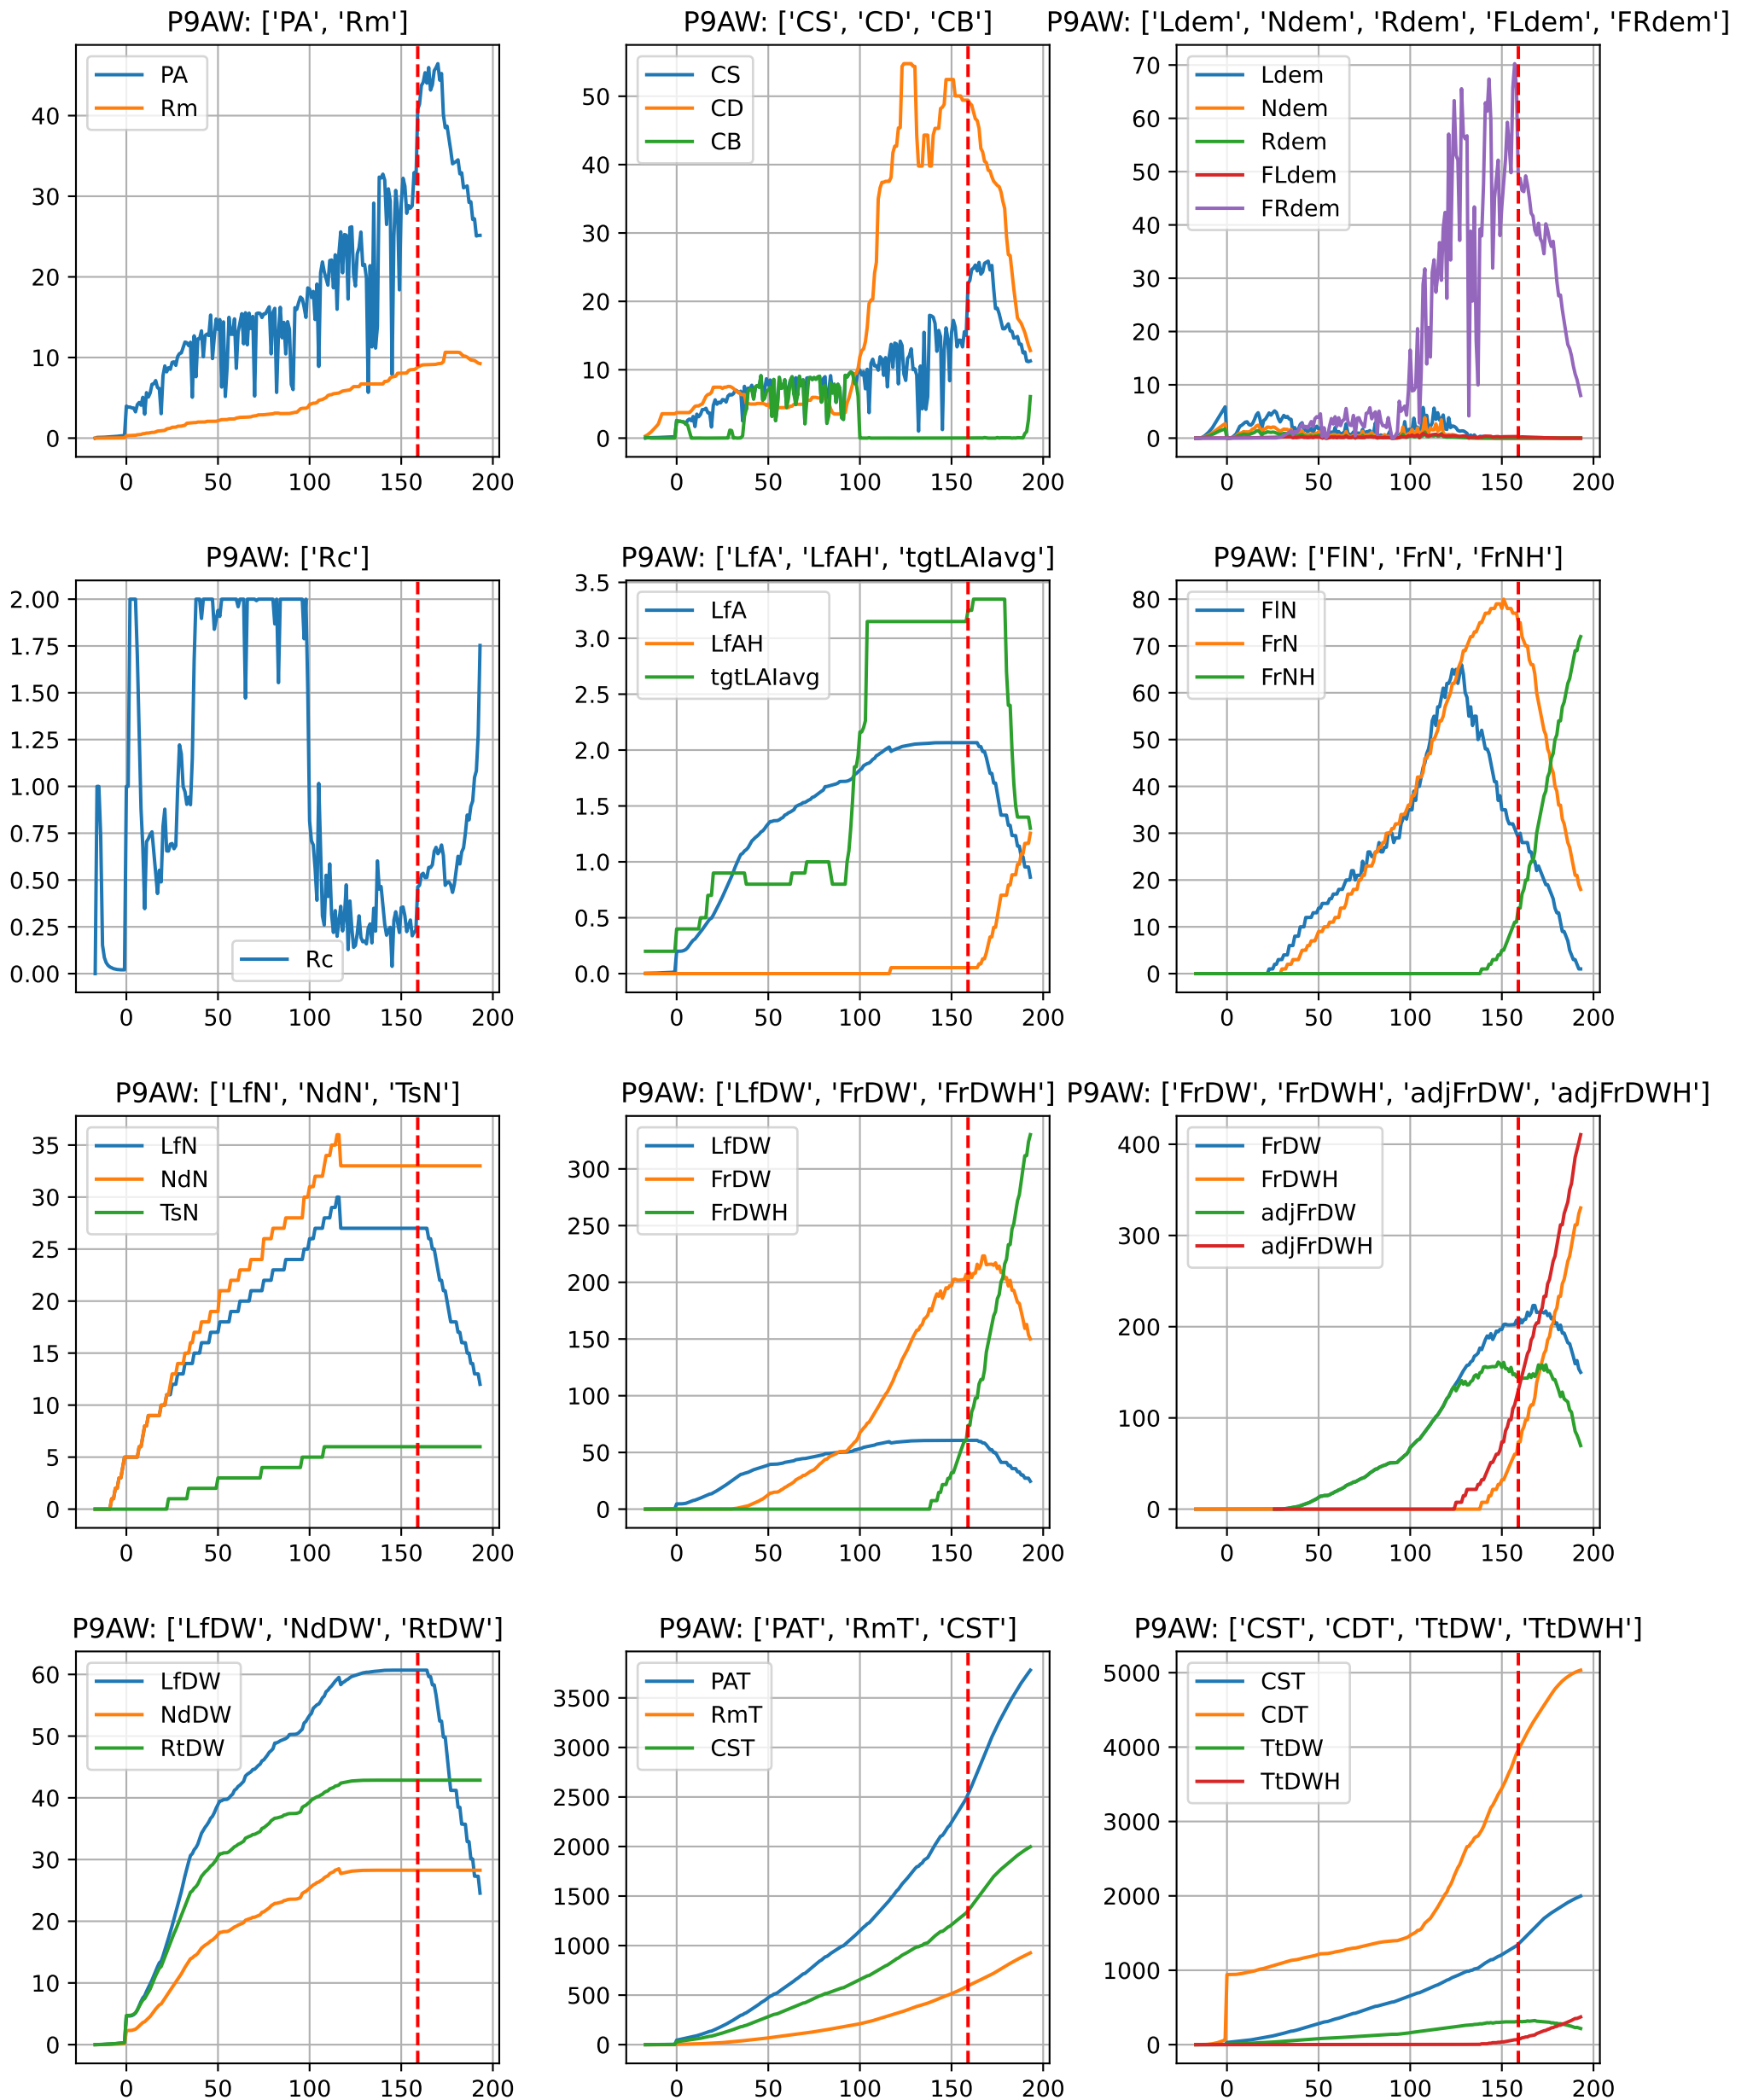 P9AW: ['PA', 'Rm']
PA
Rm
40
30
20
10
0
0 50 100 150 200
P9AW: ['CS', 'CD', 'CB']
CS
CD
CB
50
40
30
20
10
0
0 50 100 150 200
P9AW: ['Ldem', 'Ndem', 'Rdem', 'FLdem', 'FRdem']
Ldem
Ndem
Rdem
FLdem
FRdem
70
60
50
40
30
20
10
0
0 50 100 150 200
P9AW: ['Rc']
2.00
1.75
1.50
1.25
1.00
0.75
0.50
0.25
0.00
Rc
0 50 100 150 200
P9AW: ['LfA', 'LfAH', 'tgtLAIavg']
LfA
LfAH
tgtLAIavg
3.5
3.0
2.5
2.0
1.5
1.0
0.5
0.0
0 50 100 150 200
P9AW: ['FlN', 'FrN', 'FrNH']
FlN
FrN
FrNH
80
70
60
50
40
30
20
10
0
0 50 100 150 200
P9AW: ['LfN', 'NdN', 'TsN']
LfN
NdN
TsN
35
30
25
20
15
10
5
0
0 50 100 150 200
P9AW: ['LfDW', 'FrDW', 'FrDWH']
LfDW
FrDW
FrDWH
300
250
200
150
100
50
0
0 50 100 150 200
P9AW: ['FrDW', 'FrDWH', 'adjFrDW', 'adjFrDWH']
FrDW
FrDWH
adjFrDW
adjFrDWH
400
300
200
100
0
0 50 100 150 200
P9AW: ['LfDW', 'NdDW', 'RtDW']
LfDW
NdDW
RtDW
60
50
40
30
20
10
0
0 50 100 150 200
P9AW: ['PAT', 'RmT', 'CST']
PAT
RmT
CST
3500
3000
2500
2000
1500
1000
500
0
0 50 100 150 200
P9AW: ['CST', 'CDT', 'TtDW', 'TtDWH']
CST
CDT
TtDW
TtDWH
5000
4000
3000
2000
1000
0
0 50 100 150 200